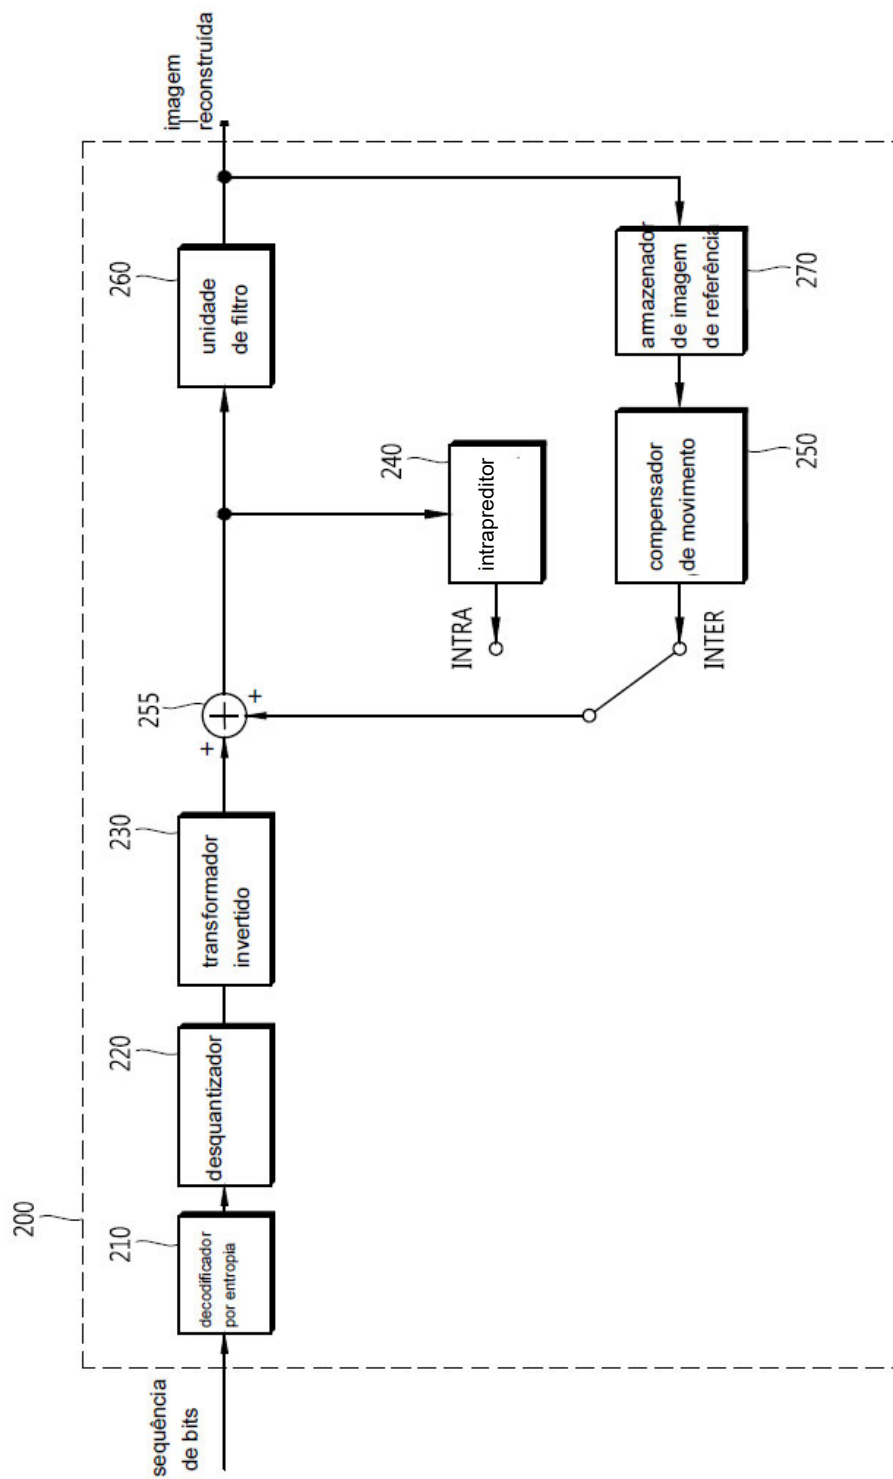 200
sequência
de bits
210
decodificador
por entropia
220
desquantizador
230
transformador
invertido
255
+
+
240
intrapreditor
INTRA
260
unidade
de filtro
imagem
reconstruída
INTER
250
compensador
de movimento
270
armazenador
de imagem
de referência